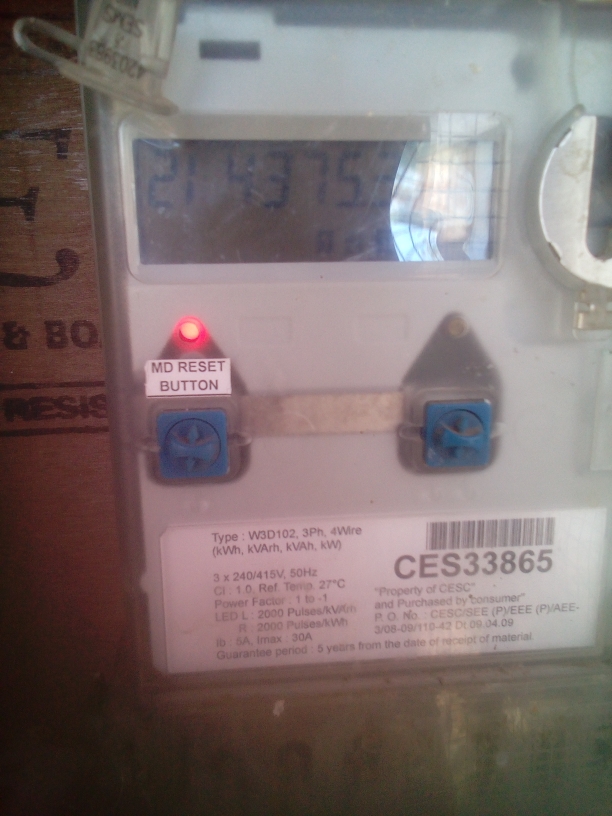 MD RESET
BUTTON
& BO
RESIS
Type : W3D102, 3Ph, 4Wire
(kWh, kVArh, kVAh, kW)
3 x 240/415V, 50Hz
Cl : 1.0, Ref. Temp. 27°C
Power Factor : 1 to -1
LED L : 2000 Pulses/kVArh
R : 2000 Pulses/kWh
Ib : 5A, Imax : 30A
Guarantee period : 5 years from the date of receipt of material
CES33865
"Property of CESC"
and Purchased by "consumer"
P. O. No. : CESC/SEE (P)/EEE (P)/AEE-
3/08-09/110-42 Dt.09.04.09